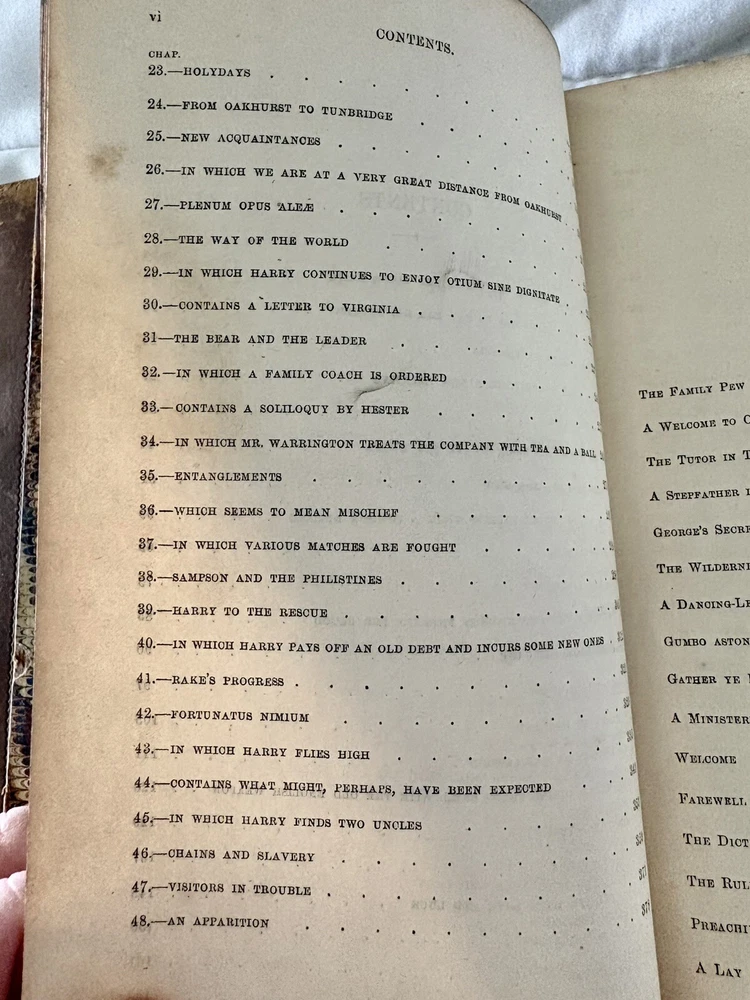 vi
CONTENTS.
CHAP.
23.—HOLYDAYS
24.—FROM OAKHURST TO TUNBRIDGE
25.—NEW ACQUAINTANCES
26.—IN WHICH WE ARE AT A VERY GREAT DISTANCE FROM OAKHURST
27.—PLENUM OPUS ALEÆ
28.—THE WAY OF THE WORLD
29.—IN WHICH HARRY CONTINUES TO ENJOY OTIUM SINE DIGNITATE
30.—CONTAINS A LETTER TO VIRGINIA
31—THE BEAR AND THE LEADER
32.—IN WHICH A FAMILY COACH IS ORDERED
33.—CONTAINS A SOLILOQUY BY HESTER
34.—IN WHICH MR. WARRINGTON TREATS THE COMPANY WITH TEA AND A BALL
35.—ENTANGLEMENTS
36.—WHICH SEEMS TO MEAN MISCHIEF
37.—IN WHICH VARIOUS MATCHES ARE FOUGHT
38.—SAMPSON AND THE PHILISTINES
39.—HARRY TO THE RESCUE
40.—IN WHICH HARRY PAYS OFF AN OLD DEBT AND INCURS SOME NEW ONES
41.—RAKE'S PROGRESS
42.—FORTUNATUS NIMIUM
43.—IN WHICH HARRY FLIES HIGH
44.—CONTAINS WHAT MIGHT, PERHAPS, HAVE BEEN EXPECTED
45.—IN WHICH HARRY FINDS TWO UNCLES
46.—CHAINS AND SLAVERY
47.—VISITORS IN TROUBLE
48.—AN APPARITION
THE FAMILY PEW
A WELCOME TO
THE TUTOR IN
A STEPFATHER
GEORGE'S
THE
A
GUMBO
GATHER YE
A MINISTER
WELCOME
FAREWELL
THE
THE
A LAY